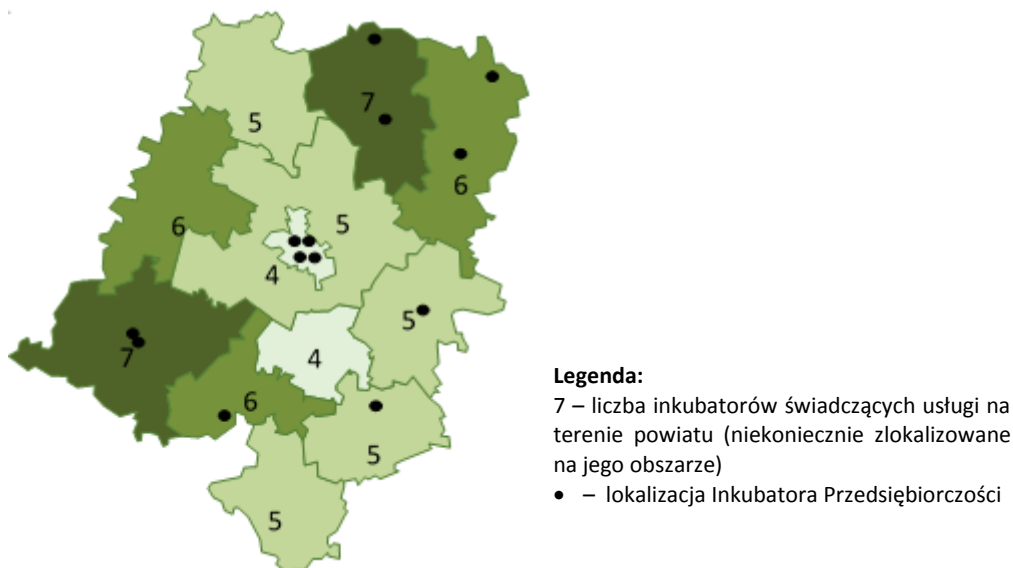 7
5
6
6
5
4
5
4
7
6
5
5
Legenda:
7 – liczba inkubatorów świadczących usługi na
terenie powiatu (niekoniecznie zlokalizowane
na jego obszarze)
• – lokalizacja Inkubatora Przedsiębiorczości